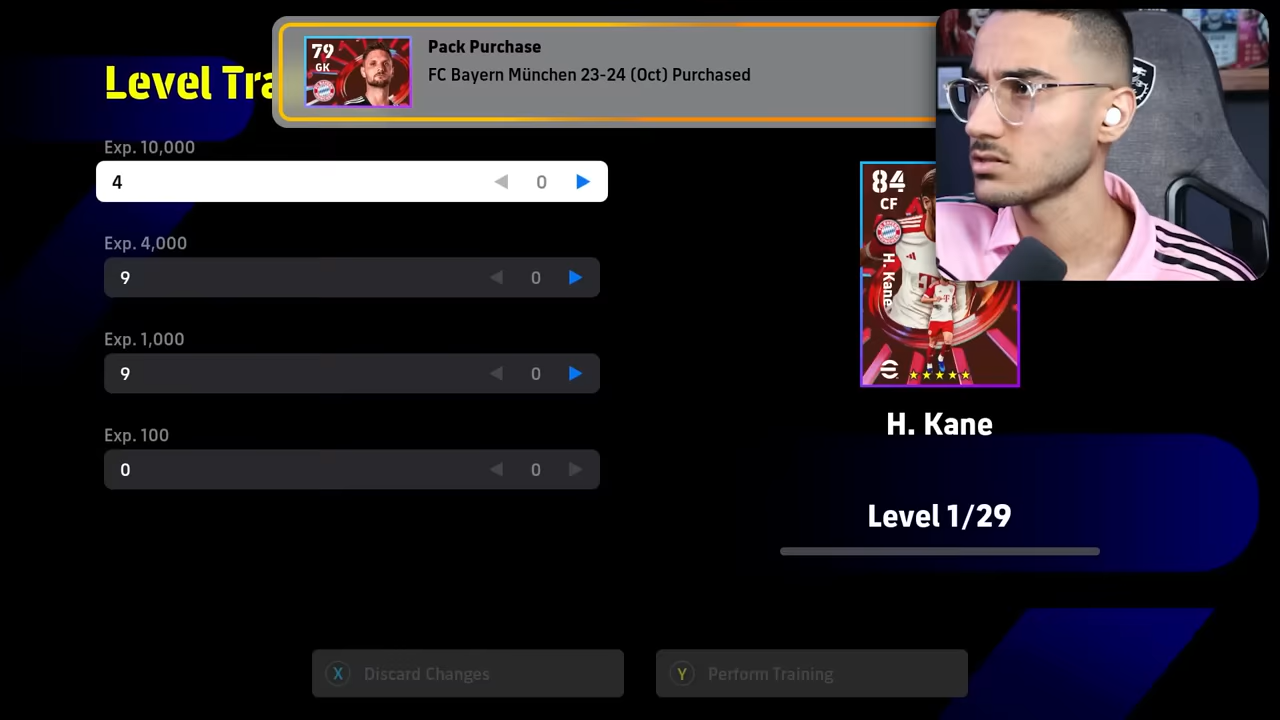 Level Tra
79
GK
Pack Purchase
FC Bayern München 23-24 (Oct) Purchased
Exp. 10,000
4
0
Exp. 4,000
9
0
Exp. 1,000
9
0
Exp. 100
0
0
84
CF
H. Kane
H. Kane
Level 1/29
X Discard Changes
Y Perform Training